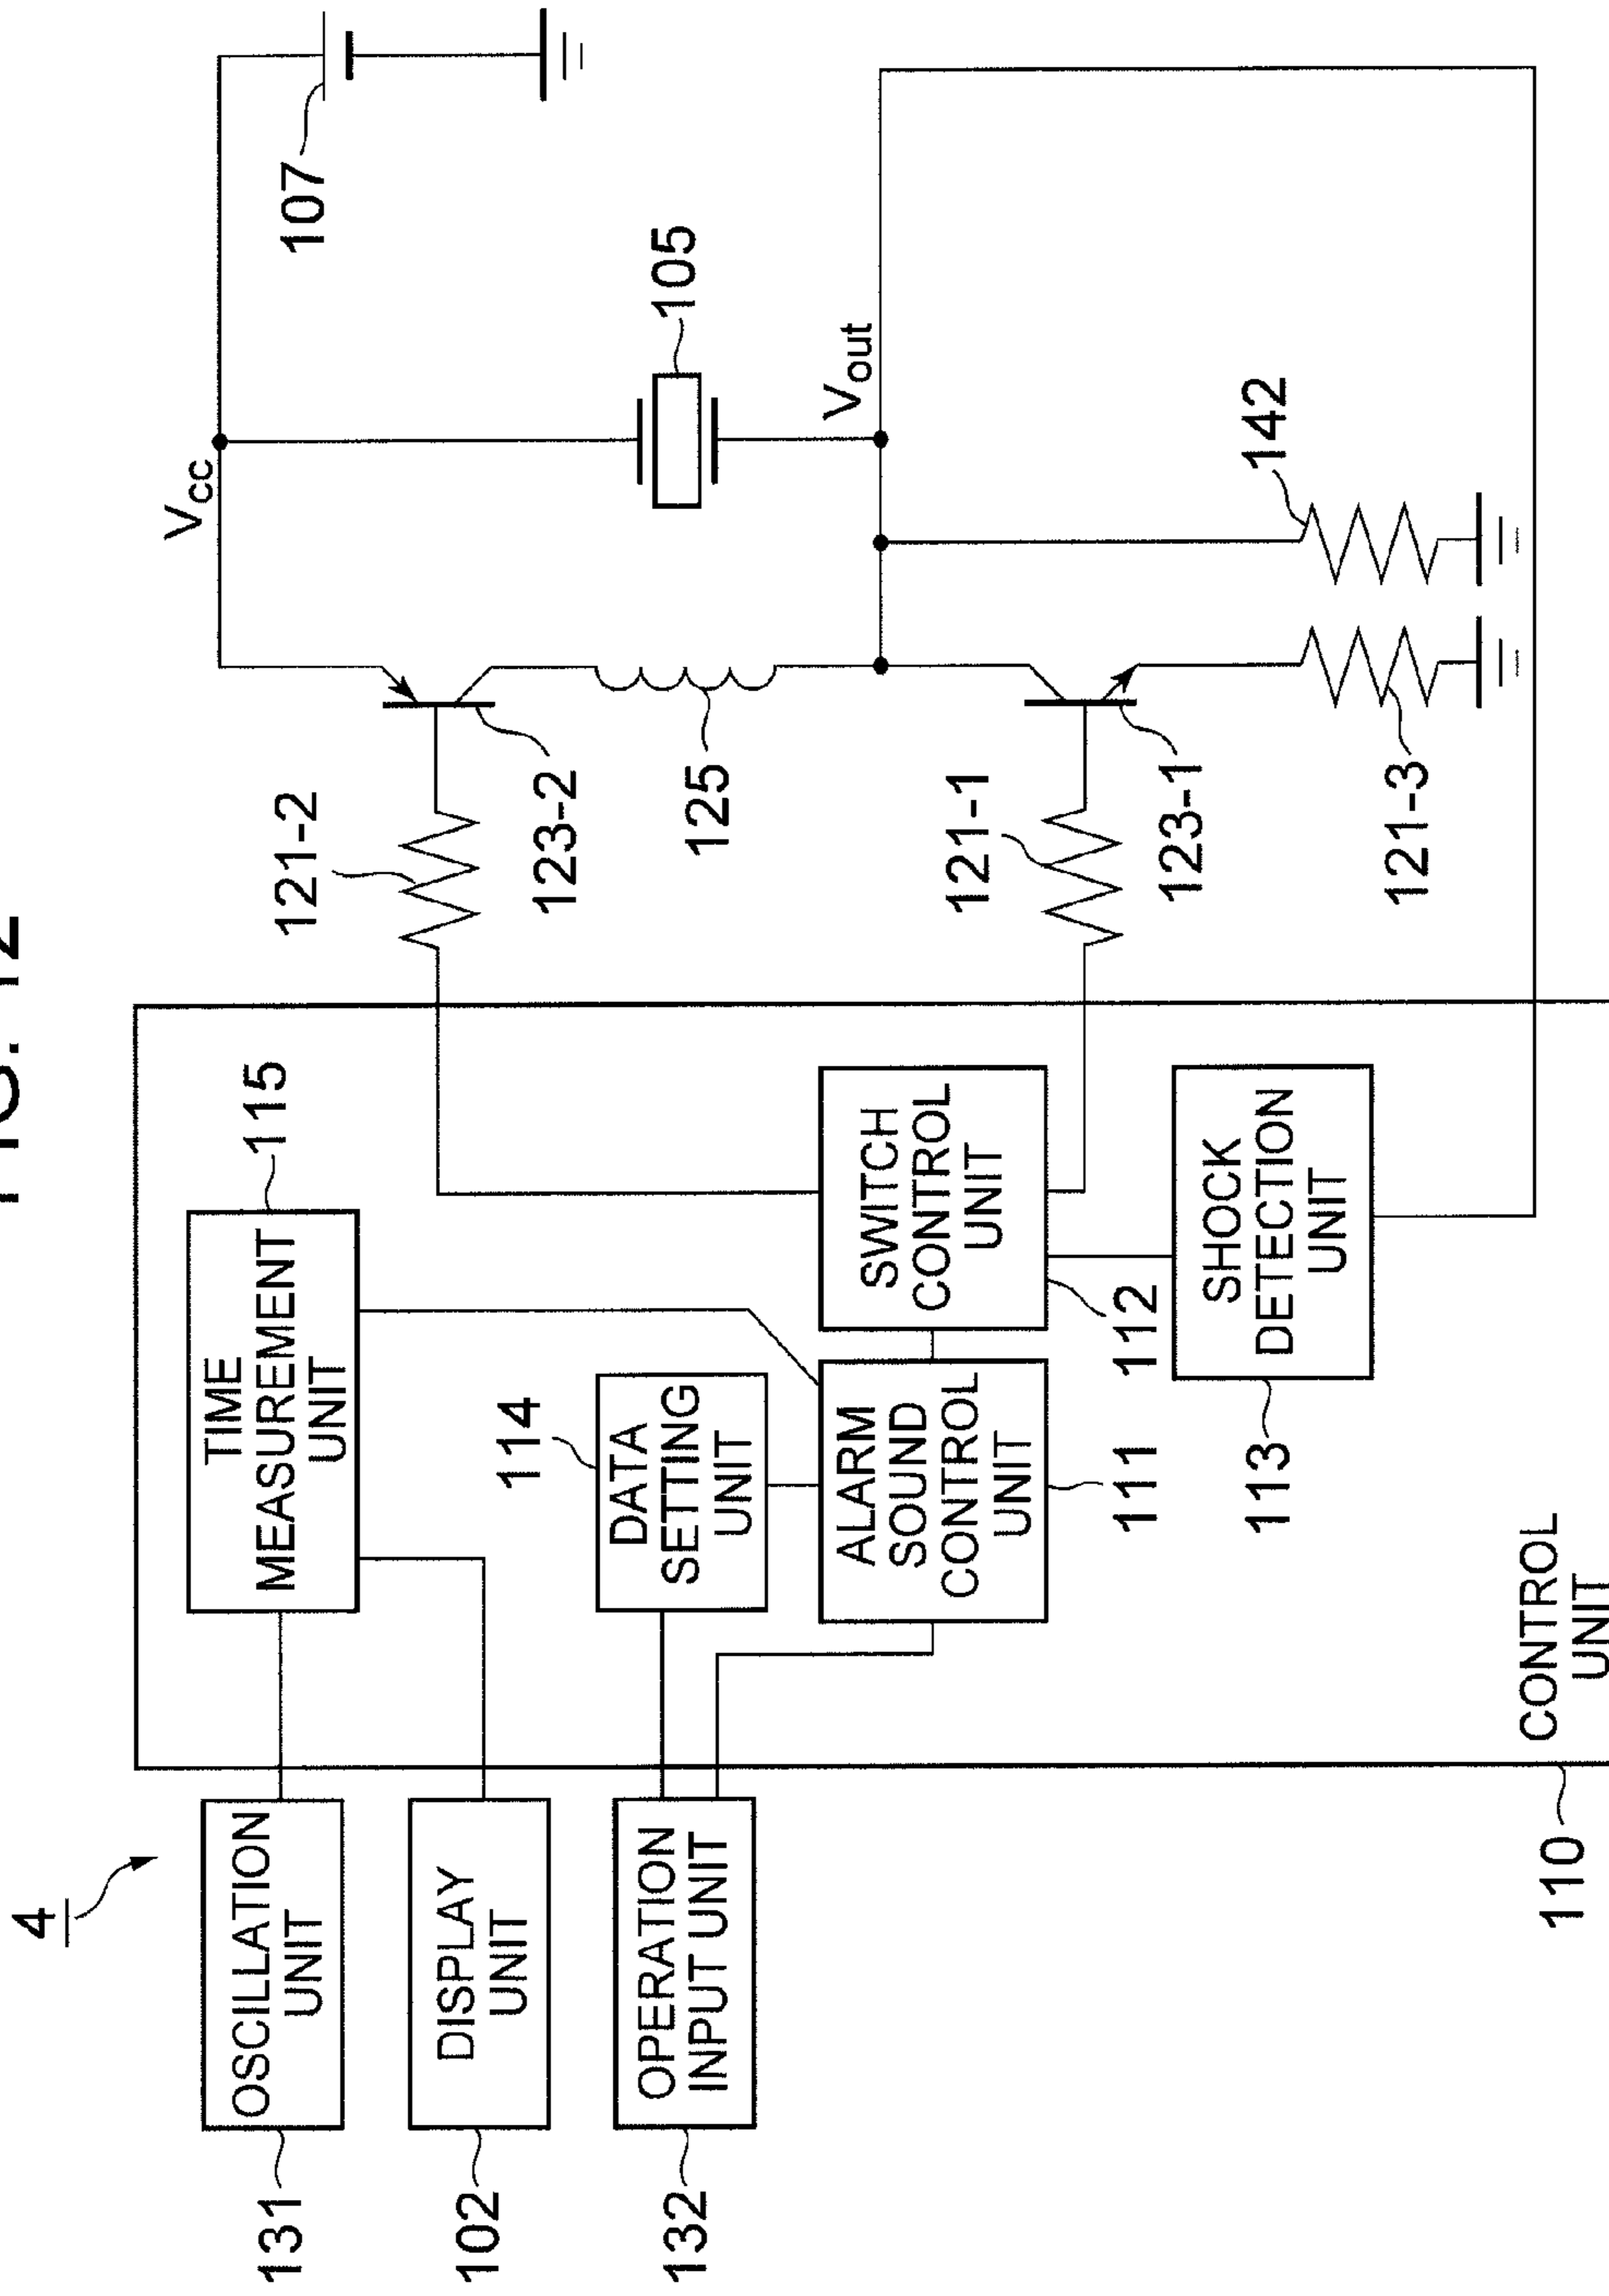 FIG. 12
4
V_cc
131
OSCILLATION
UNIT
TIME
MEASUREMENT
UNIT
115
121-2
107
102
DISPLAY
UNIT
123-2
114
DATA
SETTING
UNIT
125
105
132
OPERATION
INPUT UNIT
V_out
ALARM
SOUND
CONTROL
UNIT
111
SWITCH
CONTROL
UNIT
112
121-1
123-1
SHOCK
DETECTION
UNIT
113
142
121-3
110
CONTROL
UNIT